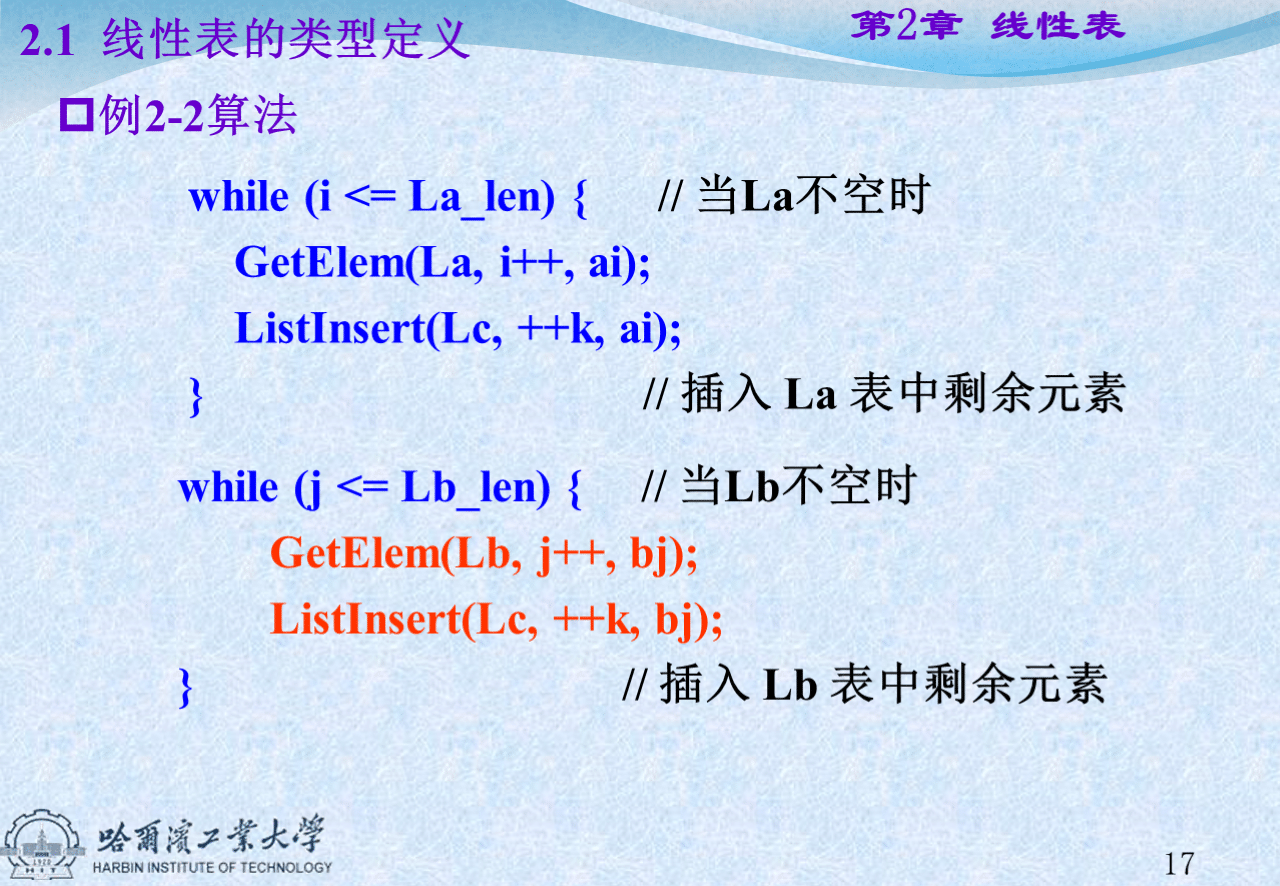 2.1 线性表的类型定义
第2章 线性表
例2-2算法
while (i <= La_len) { // 当La不空时
GetElem(La, i++, ai);
ListInsert(Lc, ++k, ai);
} // 插入 La 表中剩余元素
while (j <= Lb_len) { // 当Lb不空时
GetElem(Lb, j++, bj);
ListInsert(Lc, ++k, bj);
} // 插入 Lb 表中剩余元素
1920
HIT
哈爾濱工業大學
HARBIN INSTITUTE OF TECHNOLOGY
17